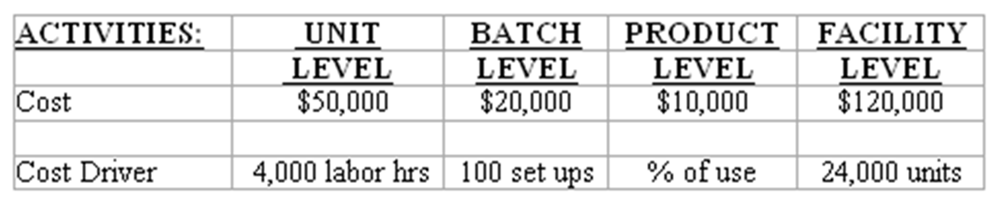 ACTIVITIES: UNIT BATCH PRODUCT FACILITY
LEVEL LEVEL LEVEL LEVEL
Cost $50,000 $20,000 $10,000 $120,000
Cost Driver 4,000 labor hrs 100 set ups % of use 24,000 units